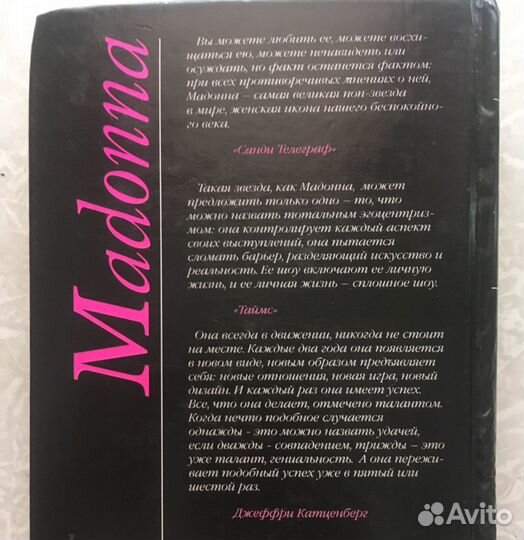 Madonna
Вы можете любить ее, можете восхи-
щаться ею, можете ненавидеть или
осуждать, но факт останется фактом:
при всех противоречивых мнениях о ней,
Мадонна – самая великая поп-звезда
в мире, женская икона нашего беспокойно-
го века.
«Санди Телеграф»
Такая звезда, как Мадонна, может
предложить только одно – то, что
можно назвать тотальным эгоцентриз-
мом: она контролирует каждый аспект
своих выступлений, она пытается
сломать барьер, разделяющий искусство и
реальность. Ее шоу включают ее личную
жизнь, и ее личная жизнь – сплошное шоу.
«Таймс»
Она всегда в движении, никогда не стоит
на месте. Каждые два года она появляется
в новом виде, новым образом предъявляет
себя: новые отношения, новая игра, новый
дизайн. И каждый раз она имеет успех.
Все, что она делает, отмечено талантом.
Когда нечто подобное случается
однажды - это можно назвать удачей,
если дважды - совпадением, трижды – это
уже талант, гениальность. А она пережи-
вает подобный успех уже в пятый или
шестой раз.
Джеффри Катценберг
Avito